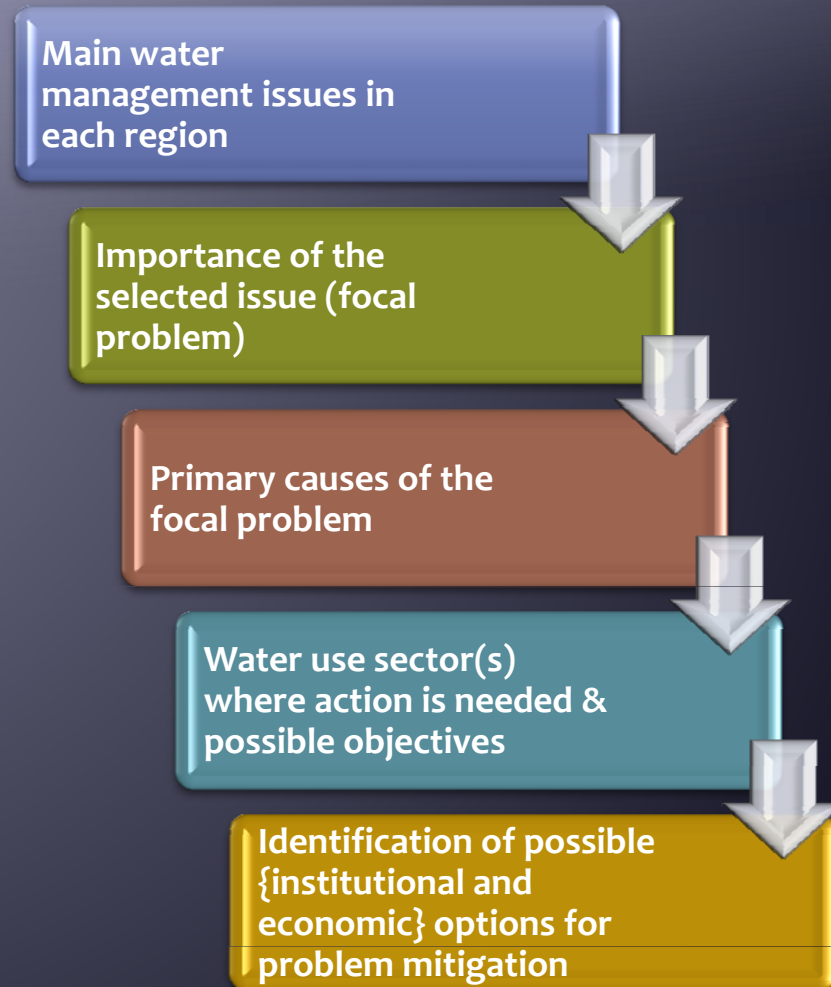 Main water
management issues in
each region
Importance of the
selected issue (focal
problem)
Primary causes of the
focal problem
Water use sector(s)
where action is needed &
possible objectives
Identification of possible
{institutional and
economic} options for
problem mitigation